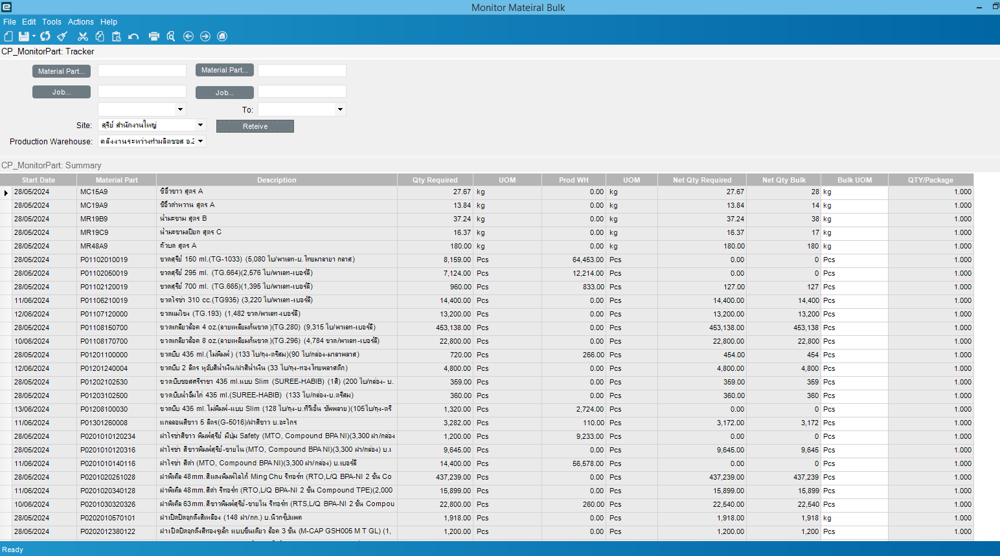 Monitor Mateiral Bulk
File Edit Tools Actions Help
CP_MonitorPart: Tracker
Material Part... Material Part...
Job... Job...
To:
Site: สุรีย์ สำนักงานใหญ่ Reteive
Production Warehouse: คลังงานระหว่างทำผลิตซอส อ.2
CP_MonitorPart: Summary
Start Date Material Part Description Qty Required UOM Prod WH UOM Net Qty Required Net Qty Bulk Bulk UOM QTY/Package
28/05/2024 MC15A9 ซีอิ๊วขาว สูตร A 27.67 kg 0.00 kg 27.67 28 kg 1.000
28/05/2024 MC19A9 ซีอิ๊วดำหวาน สูตร A 13.84 kg 0.00 kg 13.84 14 kg 1.000
28/05/2024 MR19B9 น้ำมะขาม สูตร B 37.24 kg 0.00 kg 37.24 38 kg 1.000
28/05/2024 MR19C9 น้ำมะขามเปียก สูตร C 16.37 kg 0.00 kg 16.37 17 kg 1.000
28/05/2024 MR48A9 ถั่วบด สูตร A 180.00 kg 0.00 kg 180.00 180 kg 1.000
28/05/2024 P01102010019 ขวดสุรีย์ 150 ml.(TG-1033) (5,080 ใบ/พาเลท-บ.ไทยมาลายา กลาส) 8,159.00 Pcs 64,453.00 Pcs 0.00 0 Pcs 1.000
28/05/2024 P01102050019 ขวดสุรีย์ 295 ml. (TG.664)(2,576 ใบ/พาเลท-เบอร์ลี่) 7,124.00 Pcs 12,214.00 Pcs 0.00 0 Pcs 1.000
28/05/2024 P01102120019 ขวดสุรีย์ 700 ml. (TG.665)(1,395 ใบ/พาเลท-เบอร์ลี่) 960.00 Pcs 833.00 Pcs 127.00 127 Pcs 1.000
11/06/2024 P01106210019 ขวดโรซ่า 310 cc.(TG935) (3,220 ใบ/พาเลท-เบอร์ลี่) 14,400.00 Pcs 0.00 Pcs 14,400.00 14,400 Pcs 1.000
12/06/2024 P01107120000 ขวดแม่โขง (TG.193) (1,482 ขวด/พาเลท-เบอร์ลี่) 13,200.00 Pcs 0.00 Pcs 13,200.00 13,200 Pcs 1.000
28/05/2024 P01108150700 ขวดเกลียวล็อค 4 oz.(ลายเหลี่ยมก้นขวด)(TG.280) (9,315 ใบ/พาเลท-เบอร์ลี่) 453,138.00 Pcs 0.00 Pcs 453,138.00 453,138 Pcs 1.000
10/06/2024 P01108170700 ขวดเกลียวล็อค 8 oz.(ลายเหลี่ยมก้นขวด)(TG.296) (4,784 ขวด/พาเลท-เบอร์ลี่) 22,800.00 Pcs 0.00 Pcs 22,800.00 22,800 Pcs 1.000
28/05/2024 P01201100000 ขวดบีบ 435 ml.(ไม่พิมพ์) (133 ใบ/ถุง-ตรีสม)(90 ใบ/กล่อง-มาลาพลาส) 720.00 Pcs 266.00 Pcs 454.00 454 Pcs 1.000
12/06/2024 P01201240004 ขวดบีบ 2 ลิตร หูจับสีน้ำเงิน/ฝาสีน้ำเงิน (33 ใบ/ถุง-ทองไทยพลาสติก) 4,800.00 Pcs 0.00 Pcs 4,800.00 4,800 Pcs 1.000
28/05/2024 P01202102530 ขวดบีบซอสศรีราชา 435 ml.แบบ Slim (SUREE-HABIB) (1สี) (200 ใบ/กล่อง- บ. 359.00 Pcs 0.00 Pcs 359.00 359 Pcs 1.000
28/05/2024 P01203102500 ขวดบีบน้ำจิ้มไก่ 435 ml.(SUREE-HABIB) (133 ใบ/กล่อง-บ.ตรีสม) 360.00 Pcs 0.00 Pcs 360.00 360 Pcs 1.000
13/06/2024 P01208100030 ขวดบีบ 435 ml.ไม่พิมพ์-แบบ Slim (128 ใบ/ถุง-บ.ทีวีเอ็น ซัพพลาย)(105ใบ/ถุง-ตรี 1,320.00 Pcs 2,724.00 Pcs 0.00 0 Pcs 1.000
11/06/2024 P01301260008 แกลลอนสีขาว 5 ลิตร(G-5016)/ฝาสีขาว บ.อะโกร 3,282.00 Pcs 110.00 Pcs 3,172.00 3,172 Pcs 1.000
28/05/2024 P0201010120234 ฝาโรซ่าสีขาว พิมพ์สุรีย์ มีปุ่ม Safety (MTO, Compound BPA NI)(3,300 ฝา/กล่อง 1,200.00 Pcs 9,233.00 Pcs 0.00 0 Pcs 1.000
28/05/2024 P0201010120316 ฝาโรซ่า สีขาวพิมพ์สุรีย์-ขายใน (MTO, Compound BPA NI)(3,300 ฝา/กล่อง) บ.เ 9,645.00 Pcs 0.00 Pcs 9,645.00 9,645 Pcs 1.000
11/06/2024 P0201010140116 ฝาโรซ่า สีดำ (MTO, Compound BPA NI)(3,300 ฝา/กล่อง) บ.เบอร์ลี่ 14,400.00 Pcs 56,578.00 Pcs 0.00 0 Pcs 1.000
28/05/2024 P0201020251028 ฝาพีเคิล 48mm.สีแดงพิมพ์โลโก้ Ming Chu รีทอร์ท (RTO,L/Q BPA-NI 2 ชั้น Co 437,239.00 Pcs 0.00 Pcs 437,239.00 437,239 Pcs 1.000
11/06/2024 P0201020340128 ฝาพีเคิล 48mm.สีดำ รีทอร์ท (RTO,L/Q BPA-NI 2 ชั้น Compound TPE)(2,000 15,899.00 Pcs 0.00 Pcs 15,899.00 15,899 Pcs 1.000
10/06/2024 P0201030320326 ฝาพีเคิล 63mm.สีขาวพิมพ์สุรีย์-ขายใน รีทอร์ท (RTS,L/Q BPA-NI 2 ชั้น Compou 22,800.00 Pcs 260.00 Pcs 22,540.00 22,540 Pcs 1.000
28/05/2024 P0202010570101 ฝาเปิดปิดจุกดึงสีเหลือง (148 ฝา/กก.) บ.นิวกรุ๊ปแพค 1,918.00 Pcs 0.00 Pcs 1,918.00 1,918 kg 1.000
28/05/2024 P0202012380122 ฝาเปิดปิดจุกดึงสีทองรูเล็ก แบบชิ้นเดียว ล็อค 3 ชั้น (M-CAP GSH005 M T GL) (1, 1,200.00 Pcs 0.00 Pcs 1,200.00 1,200 Pcs 1.000
Ready